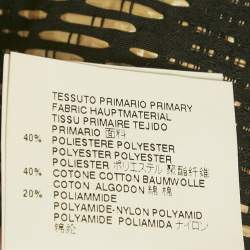 TESSUTO PRIMARIO PRIMARY
FABRIC HAUPTMATERIAL
TISSU PRIMAIRE TEJIDO
PRIMARIO 面料
40% POLIESTERE POLYESTER
POLYESTER POLYESTER
POLIESTER ポリエステル 聚酯纤维
40% COTONE COTTON BAUMWOLLE
COTON ALGODON 綿 棉
20% POLIAMMIDE
POLYAMIDE-NYLON POLYAMID
POLYAMIDE POLIAMIDA ナイロン
锦纶